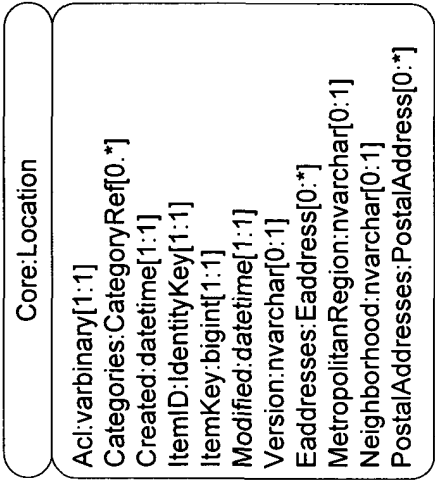 Core:Location
Acl:varbinary[1:1]
Categories:CategoryRef[0.*]
Created:datetime[1:1]
ItemID:IdentityKey[1:1]
ItemKey:bigint[1:1]
Modified:datetime[1:1]
Version:nvarchar[0:1]
Eaddresses:Eaddress[0:*]
MetropolitanRegion:nvarchar[0:1]
Neighborhood:nvarchar[0:1]
PostalAddresses:PostalAddress[0:*]